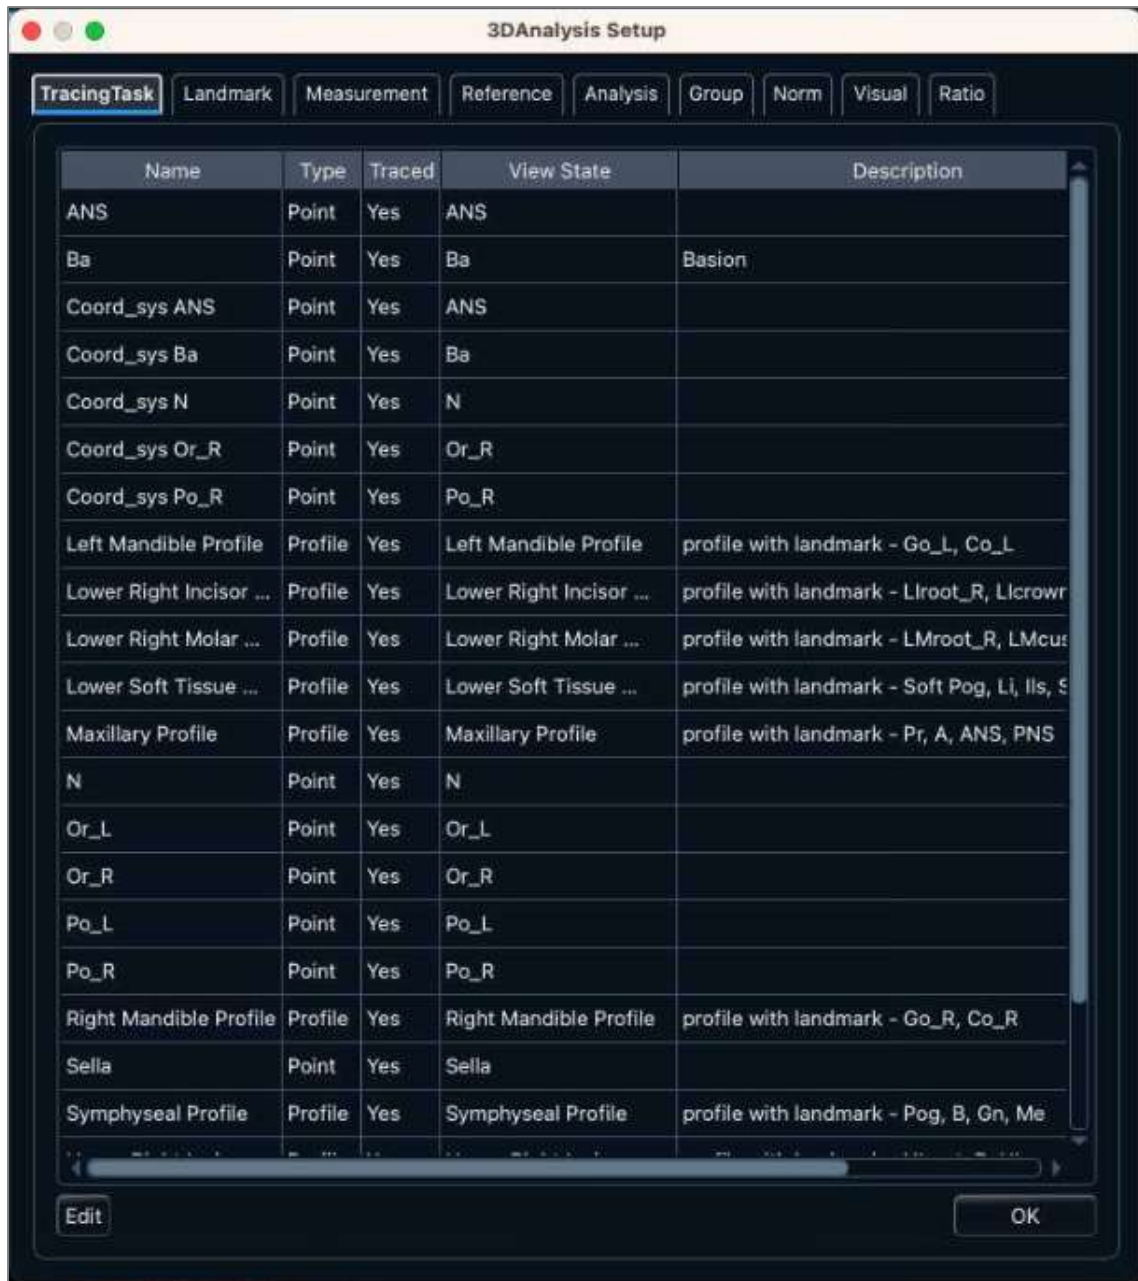 3DAnalysis Setup
TracingTask Landmark Measurement Reference Analysis Group Norm Visual Ratio
Name Type Traced View State Description
ANS Point Yes ANS
Ba Point Yes Ba Basion
Coord_sys ANS Point Yes ANS
Coord_sys Ba Point Yes Ba
Coord_sys N Point Yes N
Coord_sys Or_R Point Yes Or_R
Coord_sys Po_R Point Yes Po_R
Left Mandible Profile Profile Yes Left Mandible Profile profile with landmark - Go_L, Co_L
Lower Right Incisor ... Profile Yes Lower Right Incisor ... profile with landmark - LIroot_R, LIcrowr
Lower Right Molar ... Profile Yes Lower Right Molar ... profile with landmark - LMroot_R, LMcus
Lower Soft Tissue ... Profile Yes Lower Soft Tissue ... profile with landmark - Soft Pog, Li, Ils, S
Maxillary Profile Profile Yes Maxillary Profile profile with landmark - Pr, A, ANS, PNS
N Point Yes N
Or_L Point Yes Or_L
Or_R Point Yes Or_R
Po_L Point Yes Po_L
Po_R Point Yes Po_R
Right Mandible Profile Profile Yes Right Mandible Profile profile with landmark - Go_R, Co_R
Sella Point Yes Sella
Symphyseal Profile Profile Yes Symphyseal Profile profile with landmark - Pog, B, Gn, Me
Edit OK